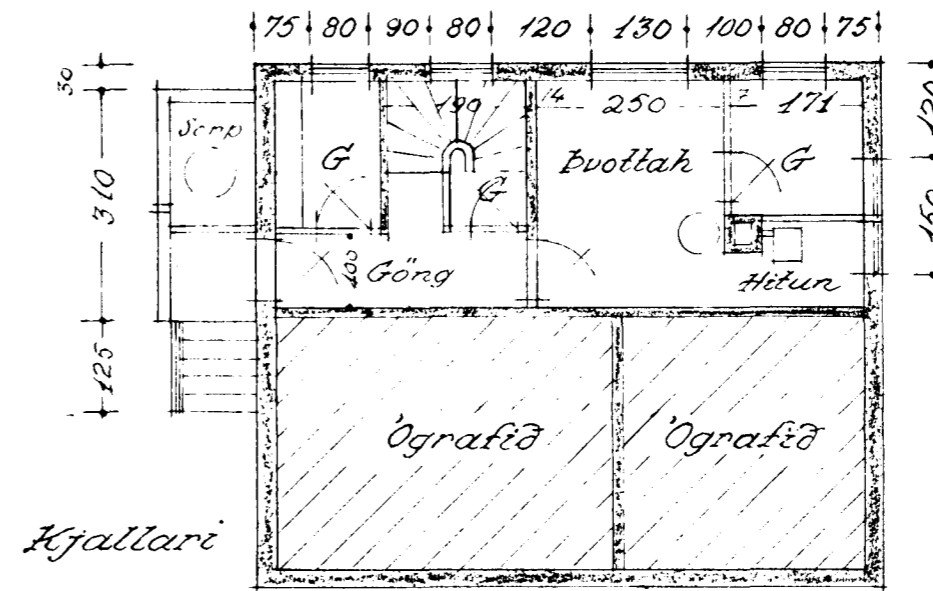 75 80 90 80 120 130 100 80 75
30
190 14 250 7 171
120
Sorp
G
Þvottah
G
310
G
150
100
Göng
Hitun
125
Ógrafið
Ógrafið
Kjallari